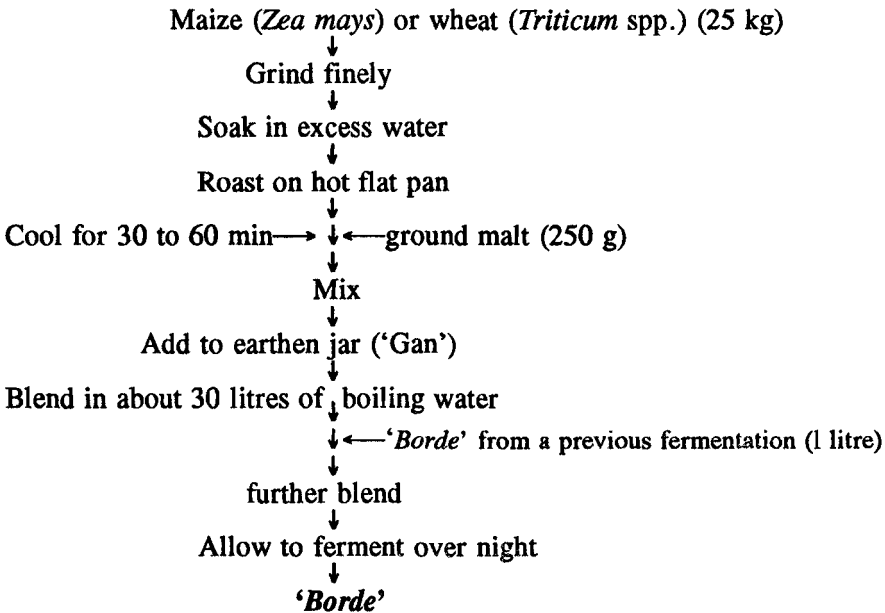 Maize (Zea mays) or wheat (Triticum spp.) (25 kg)
Grind finely
Soak in excess water
Roast on hot flat pan
Cool for 30 to 60 min→ ↓ ←ground malt (250 g)
Mix
Add to earthen jar (‘Gan’)
Blend in about 30 litres of boiling water
←‘Borde’ from a previous fermentation (1 litre)
further blend
Allow to ferment over night
‘Borde’